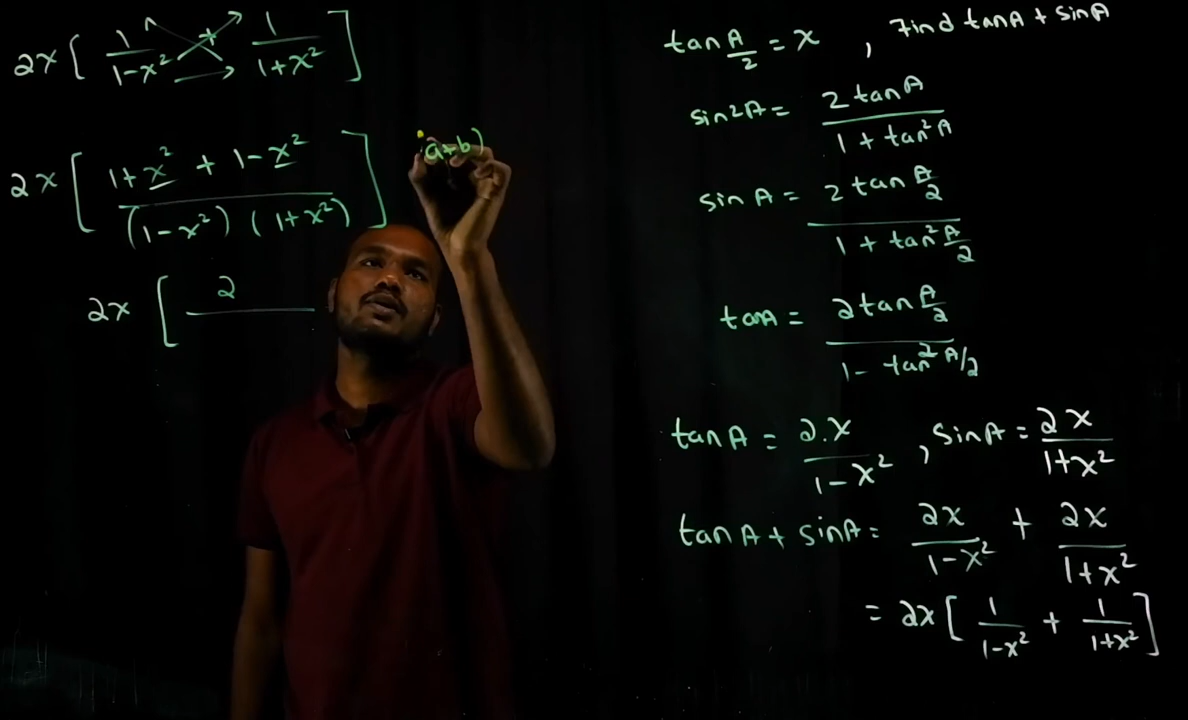 2x [ 1/(1-x²) + 1/(1+x²) ]
2x [ (1+x² + 1-x²) / ((1-x²) (1+x²)) ]
(a+b)
2x [ 2
tan A/2 = x , Find tanA + sinA
sin2A = 2 tanA / (1 + tan²A)
sin A = 2 tan A/2 / (1 + tan² A/2)
tanA = 2 tan A/2 / (1 - tan² A/2)
tanA = 2.x / (1-x²) , sinA = 2x / (1+x²)
tanA + sinA = 2x/(1-x²) + 2x/(1+x²)
= 2x [ 1/(1-x²) + 1/(1+x²) ]